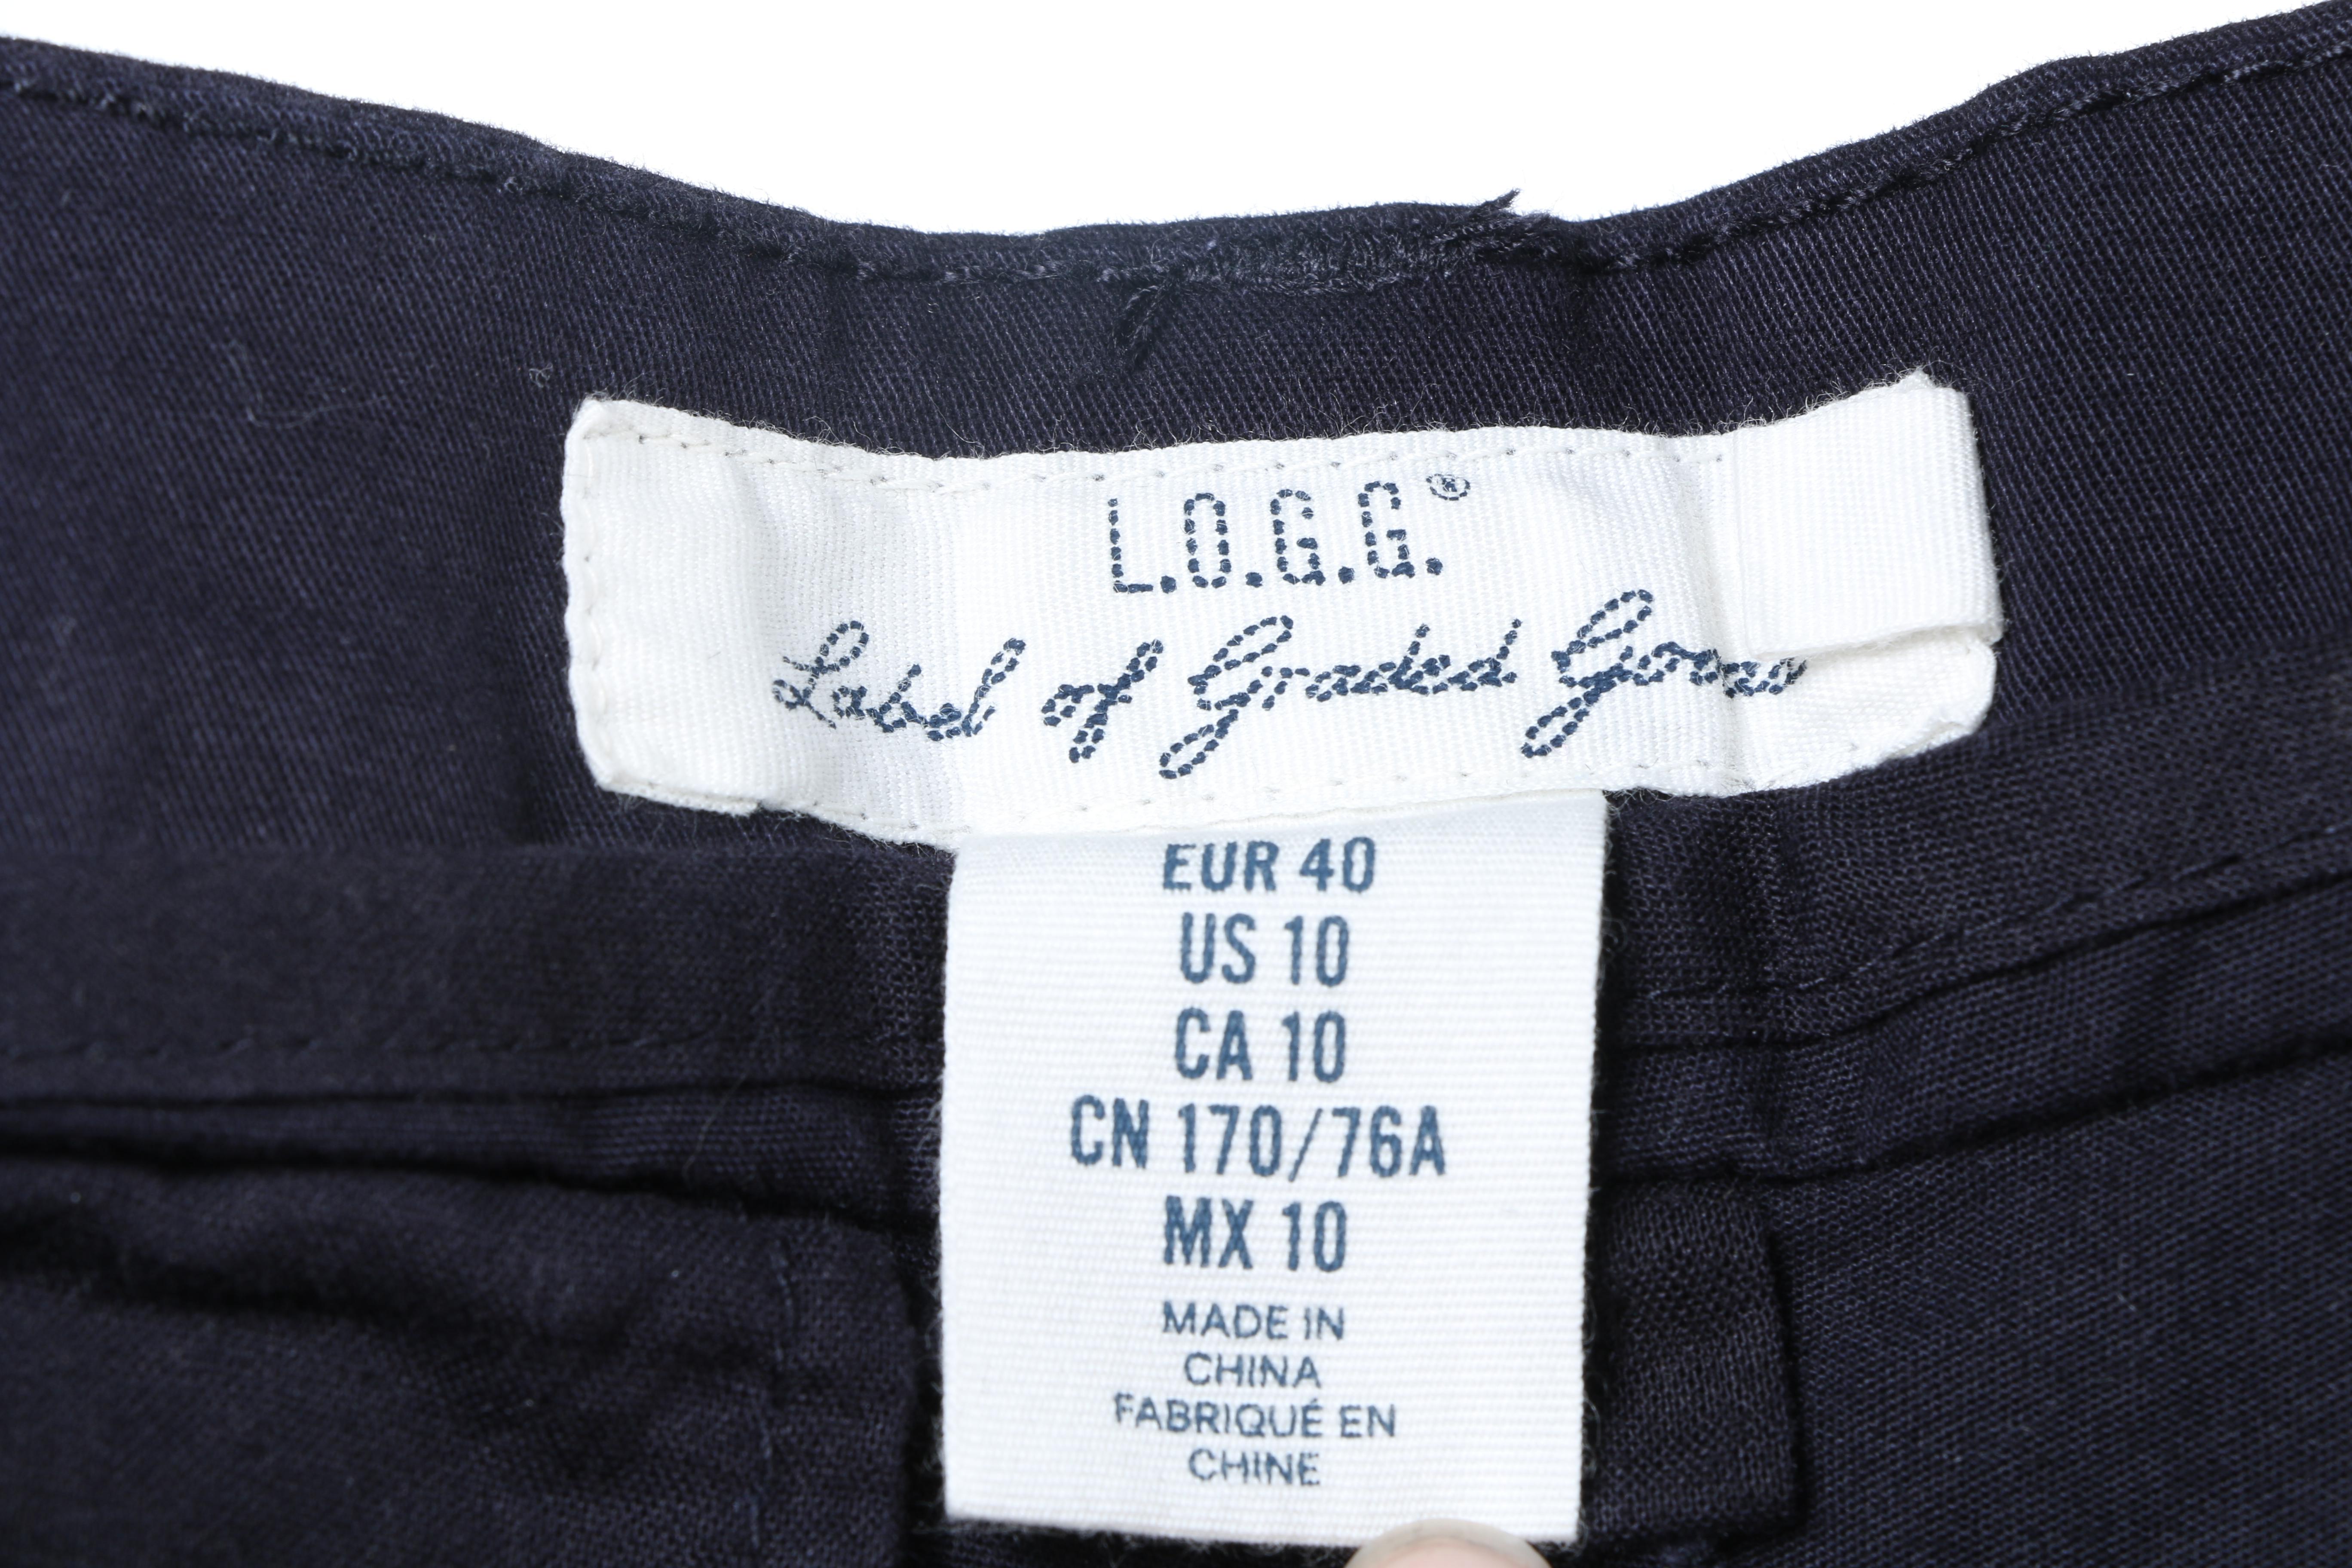 L.O.G.G.®
Label of Graded Goods
EUR 40
US 10
CA 10
CN 170/76A
MX 10
MADE IN
CHINA
FABRIQUÉ EN
CHINE